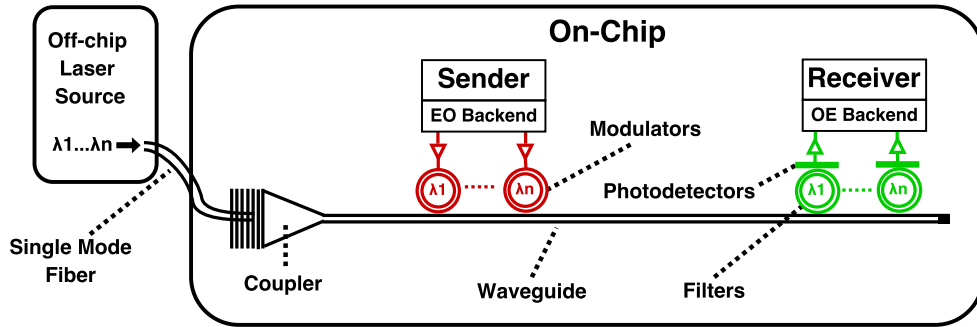 Off-chip
Laser
Source
λ1...λn
Single Mode
Fiber
On-Chip
Sender
EO Backend
Receiver
OE Backend
Modulators
Photodetectors
λ1
λn
λ1
λn
Coupler
Waveguide
Filters